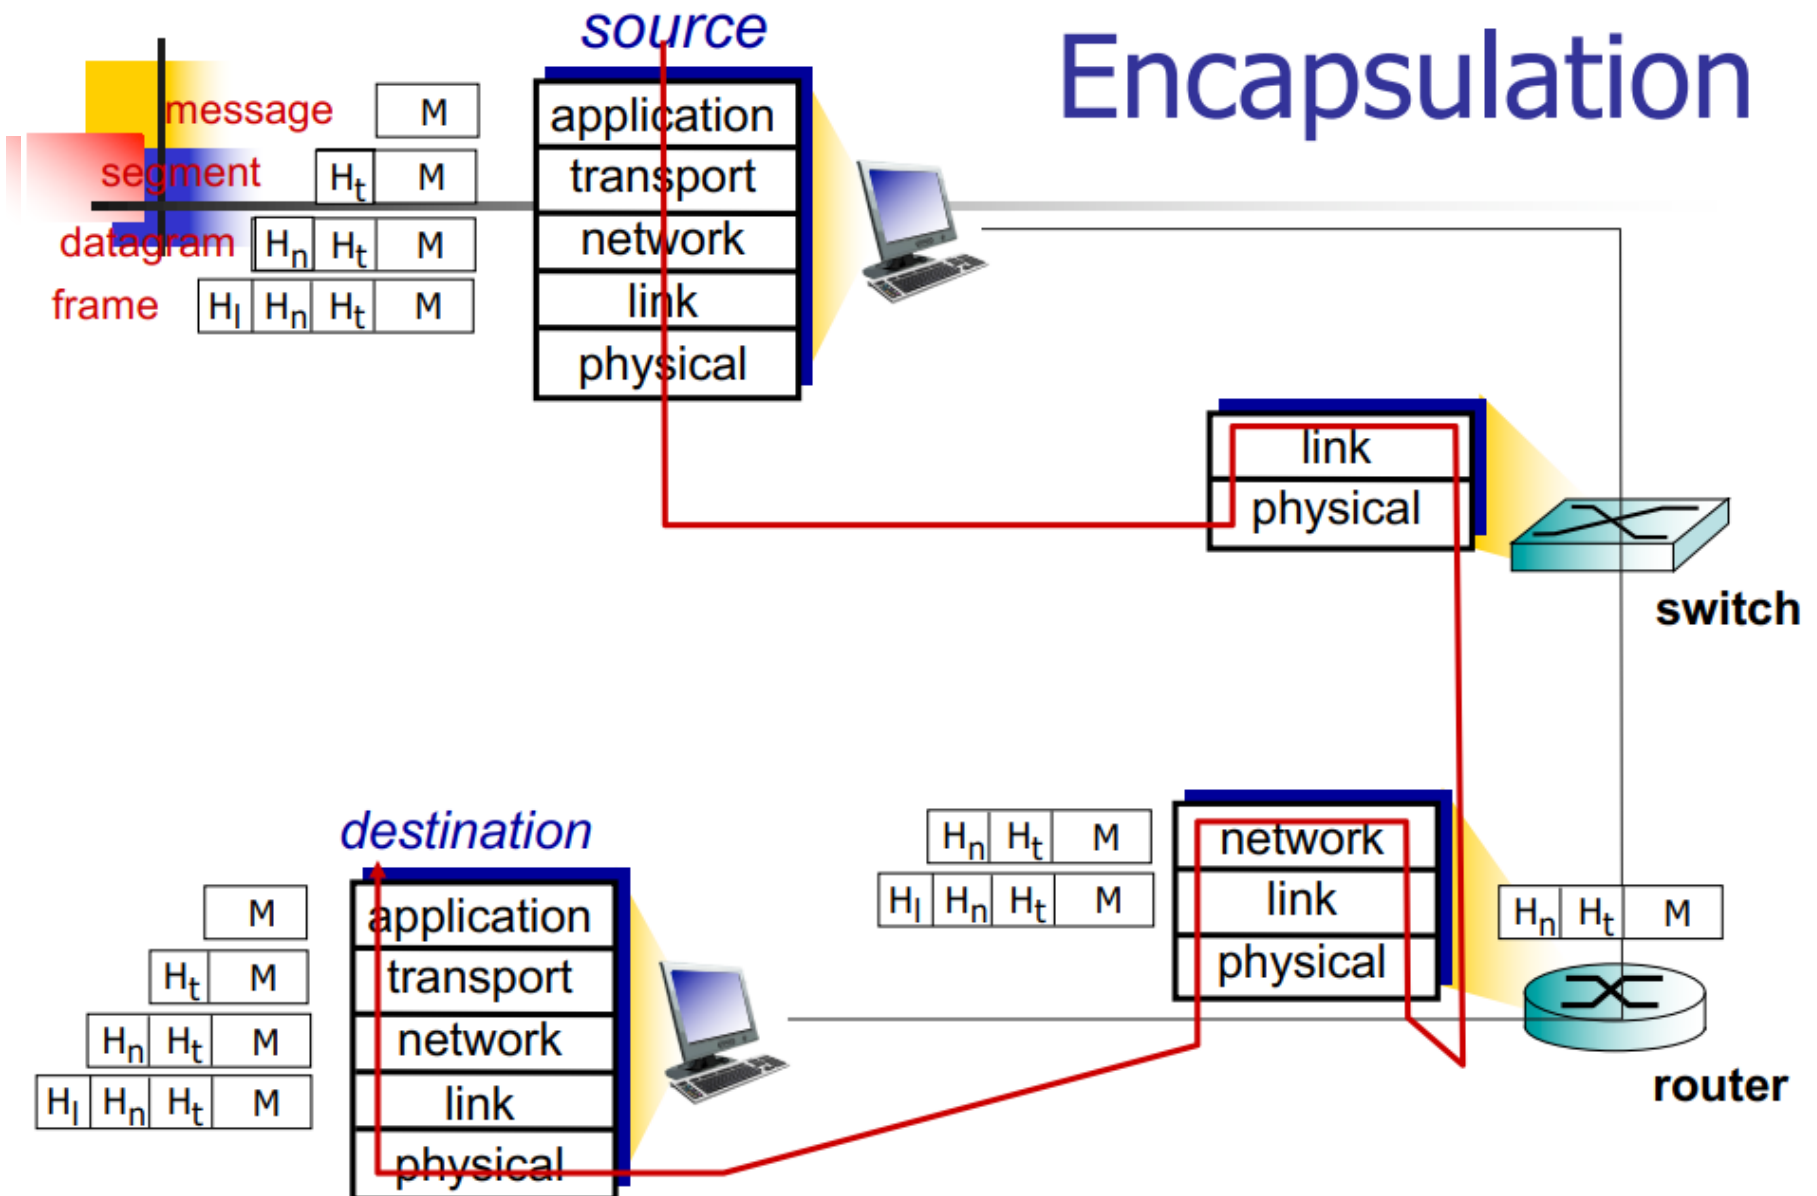 source
Encapsulation
message M
application
segment Ht M
transport
datagram Hn Ht M
network
frame Hl Hn Ht M
link
physical
link
physical
switch
destination
Hn Ht M
network
Hl Hn Ht M
link
Hn Ht M
physical
router
M
application
Ht M
transport
Hn Ht M
network
Hl Hn Ht M
link
physical